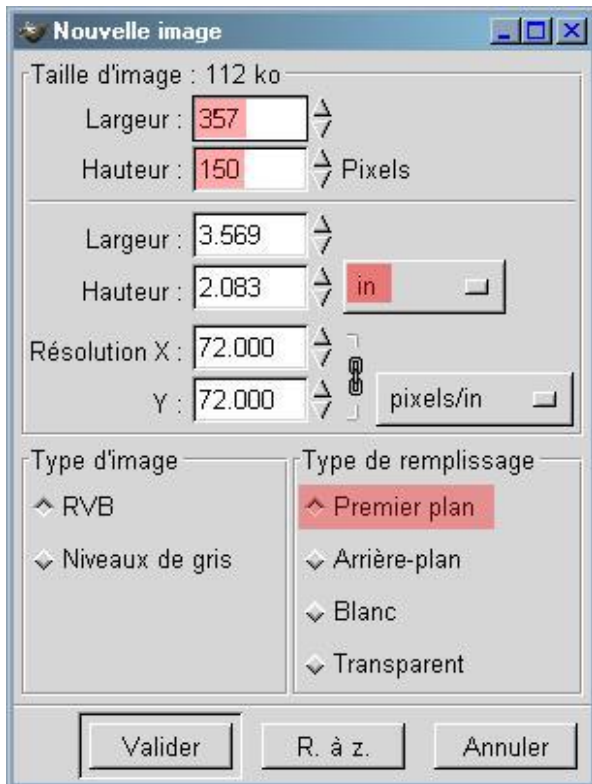 Nouvelle image
Taille d'image : 112 ko
Largeur : 357
Hauteur : 150 Pixels
Largeur : 3.569
Hauteur : 2.083 in
Résolution X : 72.000
Y : 72.000 pixels/in
Type d'image
RVB
Niveaux de gris
Type de remplissage
Premier plan
Arrière-plan
Blanc
Transparent
Valider R. à z. Annuler